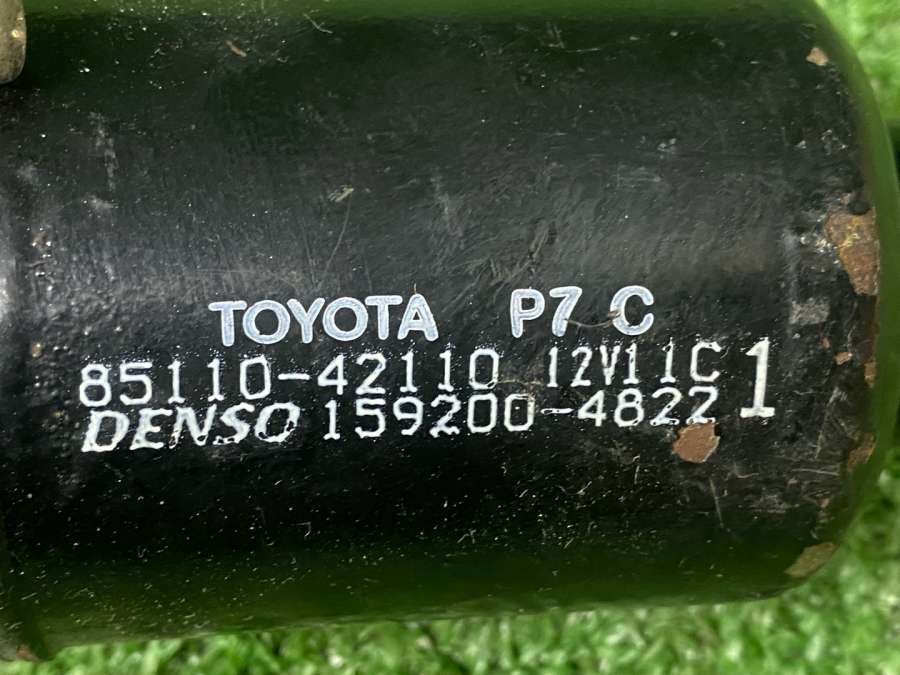 TOYOTA P7 C
85110-42110 12V11C 1
DENSO 159200-4822